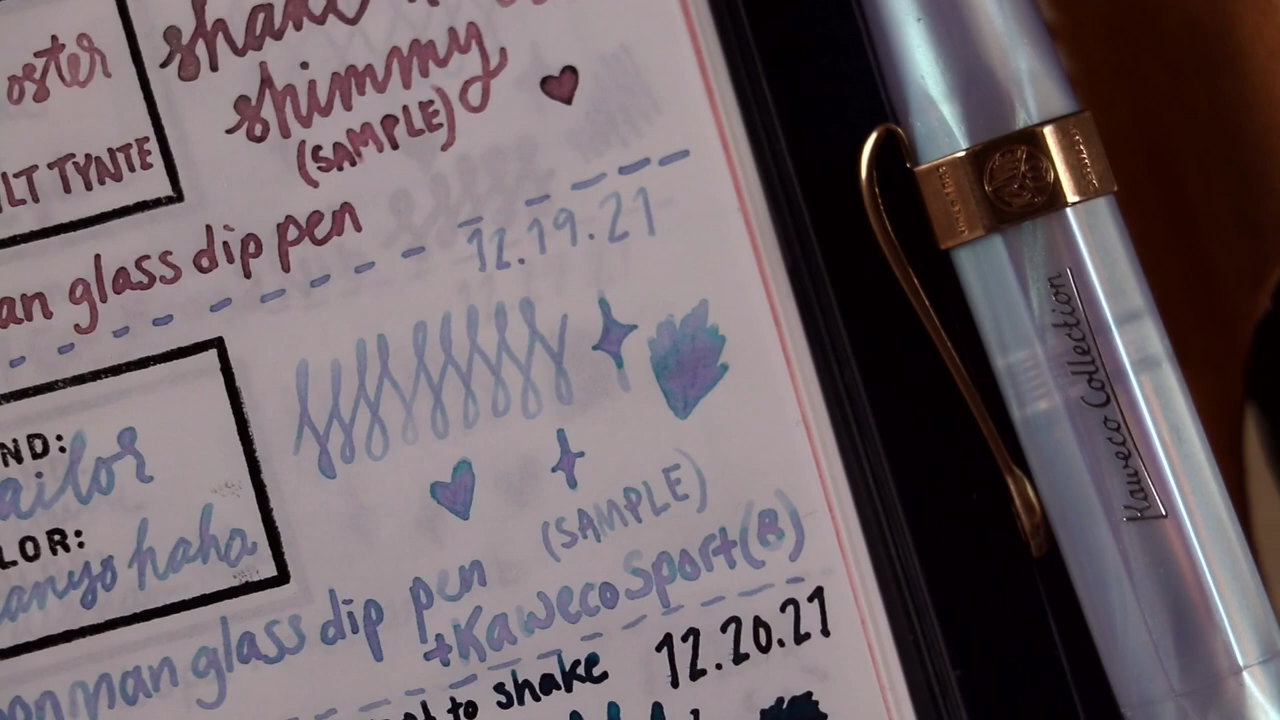 shake
shimmy
(SAMPLE)
oster
LT TYNTE
an glass dip pen
12.19.21
ND:
ailor
LOR:
anyo haha
(SAMPLE)
onman glass dip pen
+Kaweco Sport (B)
12.20.21
to shake
Kaweco Collection